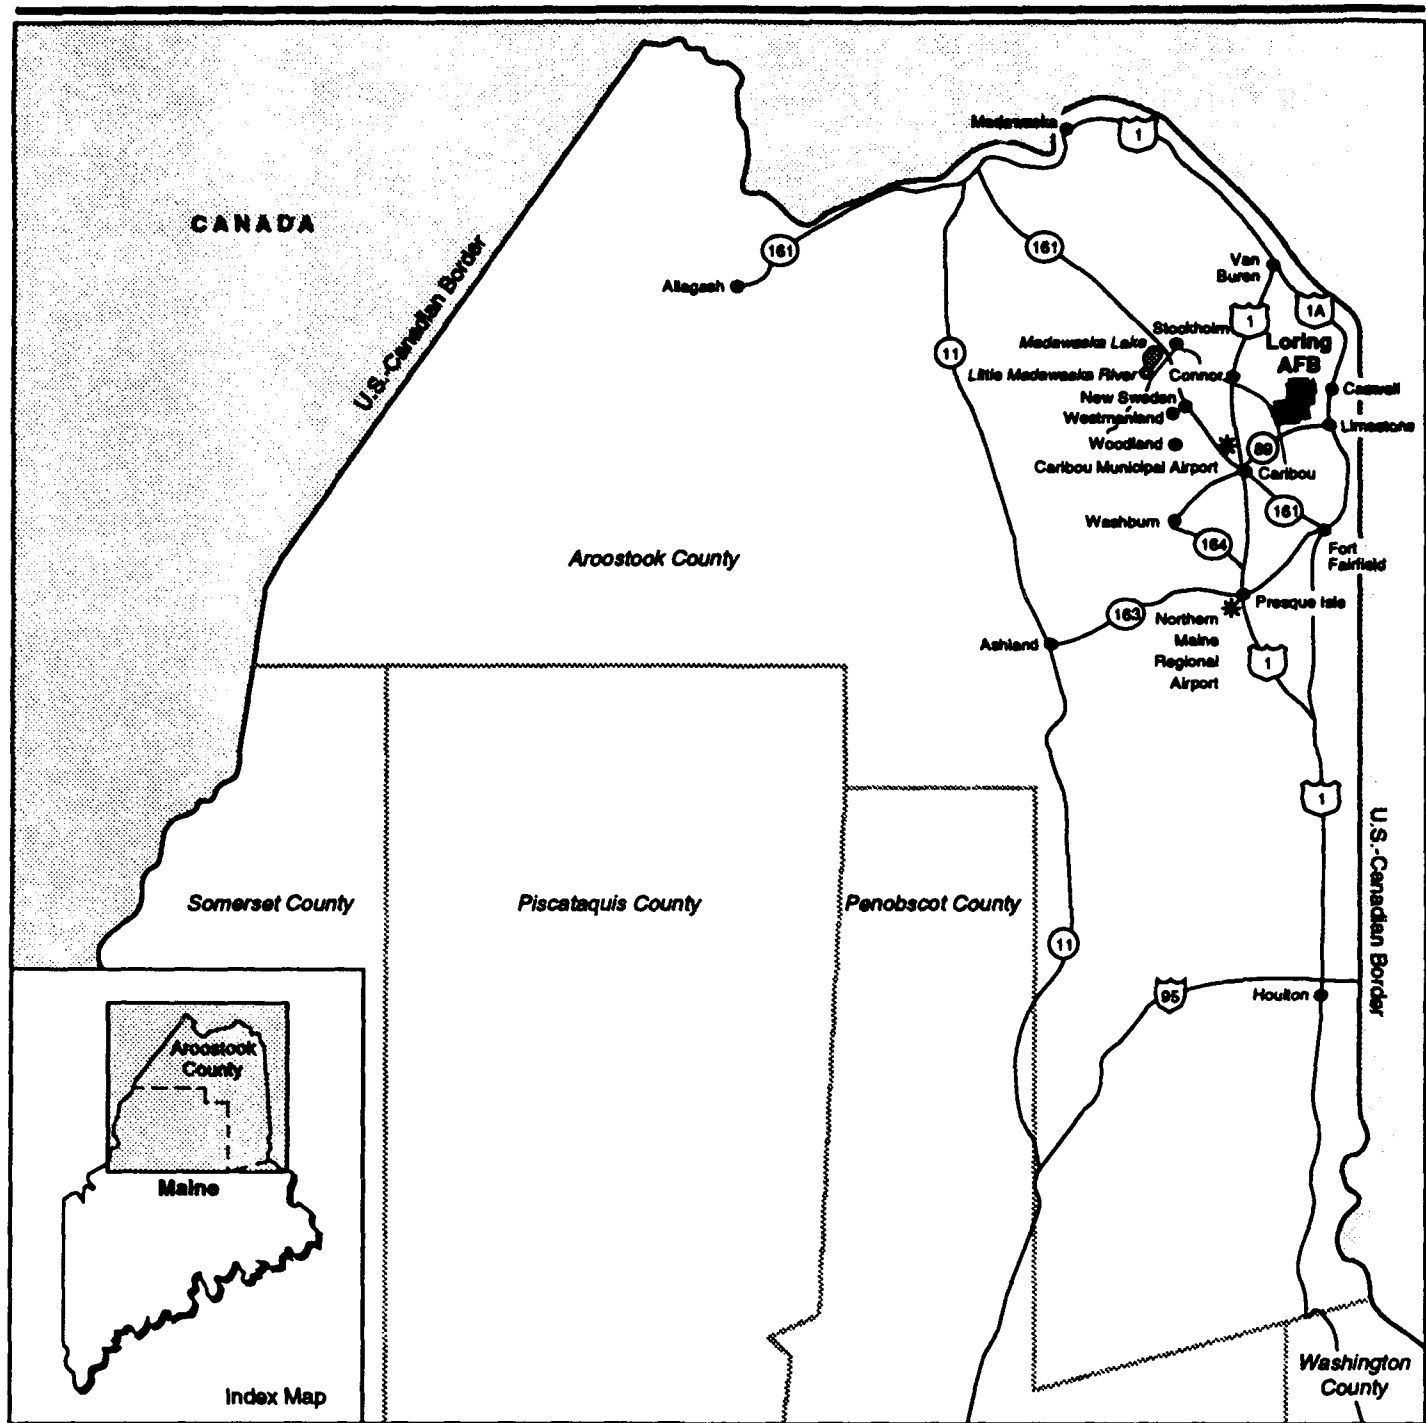 Madawaska
1
CANADA
161
161
U.S.-Canadian Border
Van
Buren
Allagash
1
1A
Stockholm
Loring
AFB
Madawaska Lake
11
Little Madawaska River
Connor
Caswell
New Sweden
Westmanland
Limestone
Woodland
89
Caribou Municipal Airport
Caribou
161
Washburn
164
Fort
Fairfield
Aroostook County
Presque Isle
163
Northern
Maine
Regional
Airport
Ashland
1
1
U.S.-Canadian Border
Somerset County
Piscataquis County
Penobscot County
11
95
Houlton
Aroostook
County
Maine
Index Map
Washington
County